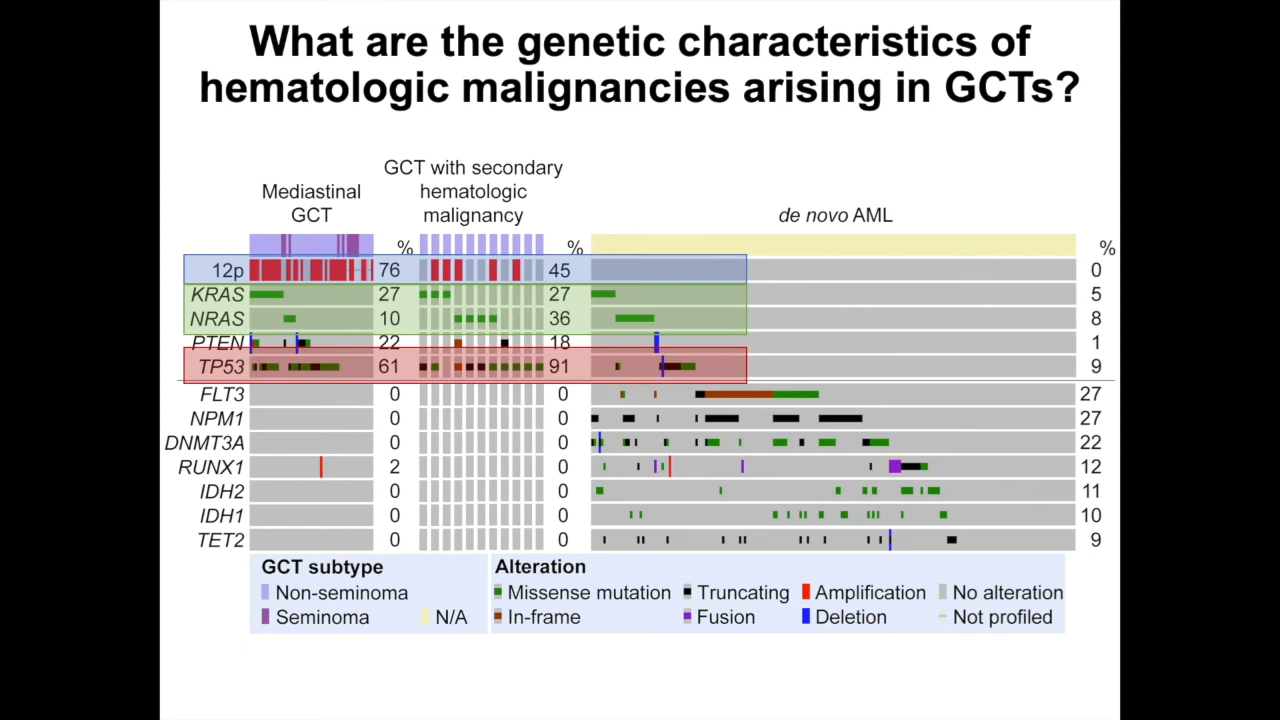 What are the genetic characteristics of
hematologic malignancies arising in GCTs?
Mediastinal
GCT
GCT with secondary
hematologic
malignancy
de novo AML
% % %
12p 76 45 0
KRAS 27 27 5
NRAS 10 36 8
PTEN 22 18 1
TP53 61 91 9
FLT3 0 0 27
NPM1 0 0 27
DNMT3A 0 0 22
RUNX1 2 0 12
IDH2 0 0 11
IDH1 0 0 10
TET2 0 0 9
GCT subtype
Non-seminoma
Seminoma N/A
Alteration
Missense mutation Truncating Amplification No alteration
In-frame Fusion Deletion Not profiled